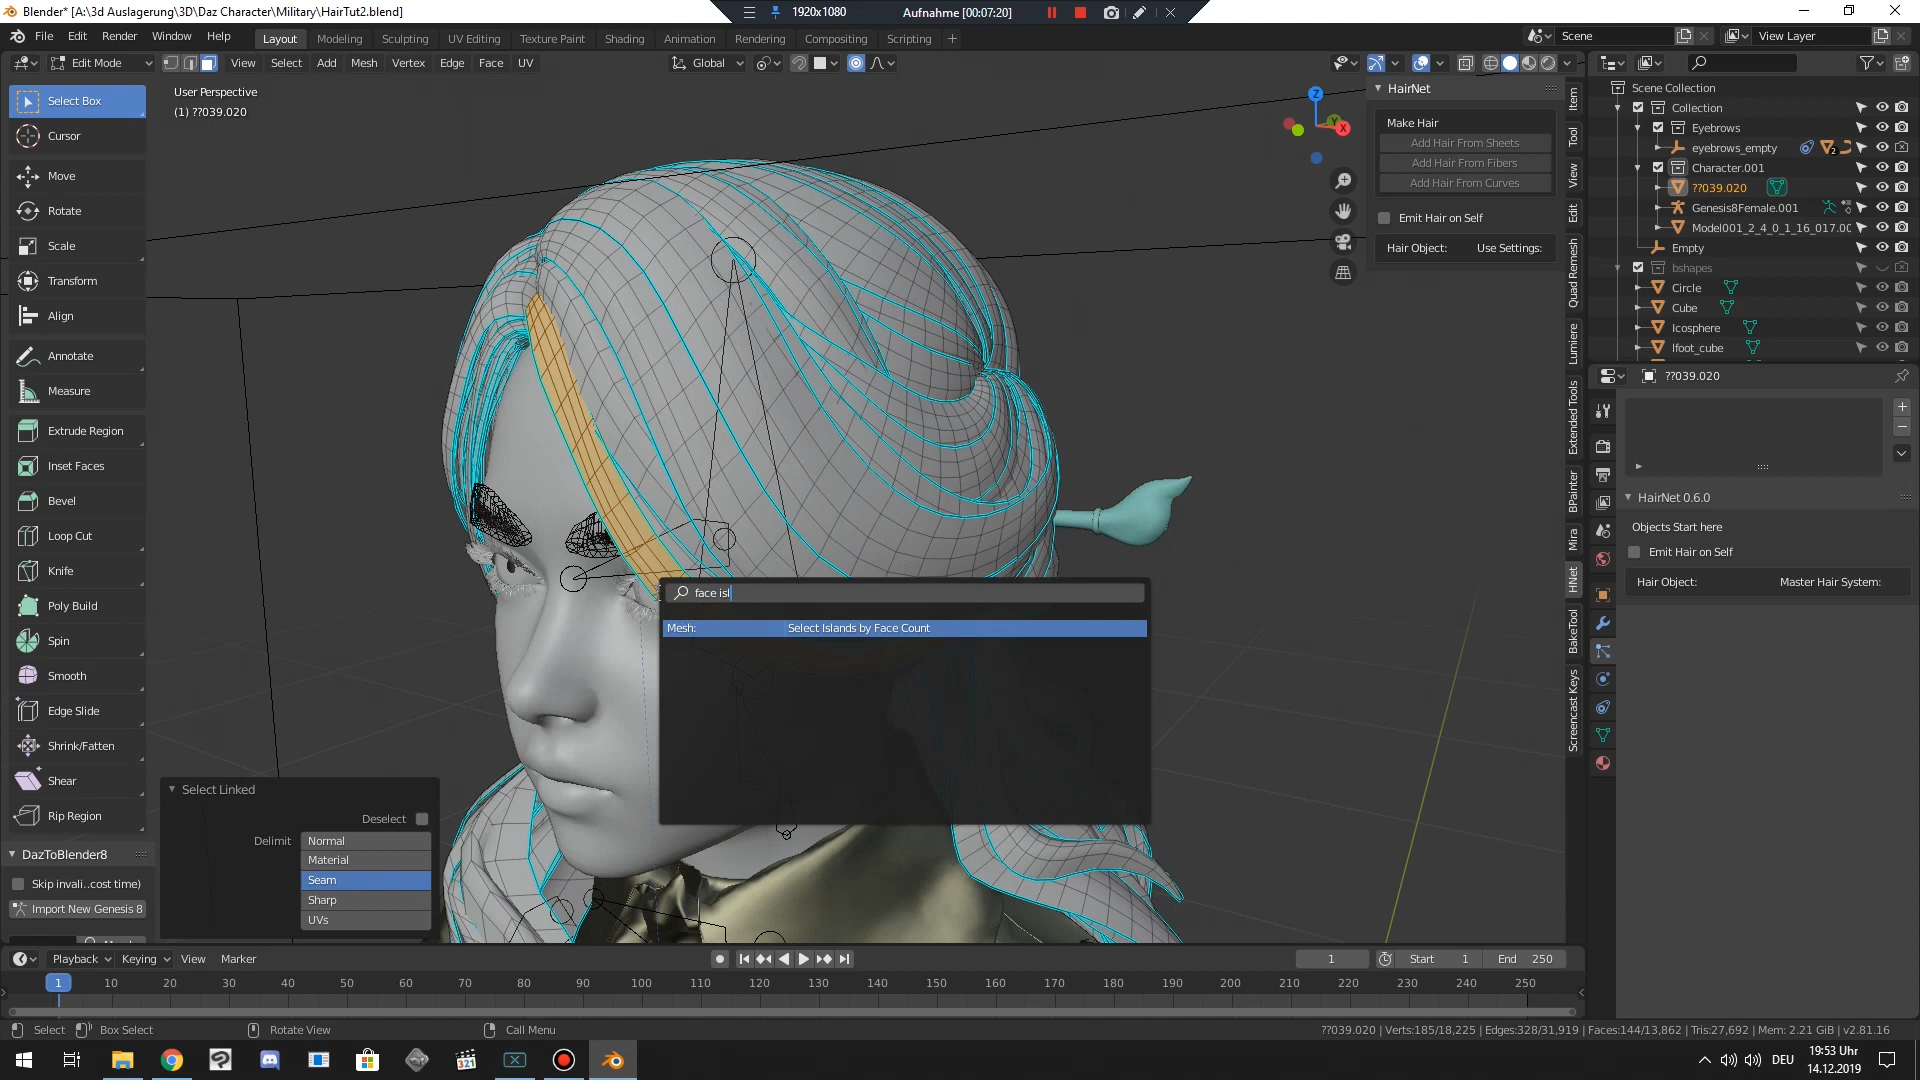 Blender* [A:\3d Auslagerung\3D\Daz Character\Military\HairTut2.blend]
1920x1080
Aufnahme [00:07:20]
File Edit Render Window Help
Layout Modeling Sculpting UV Editing Texture Paint Shading Animation Rendering Compositing Scripting +
Scene
View Layer
Edit Mode
View Select Add Mesh Vertex Edge Face UV
Global
Select Box
Cursor
Move
Rotate
Scale
Transform
Align
Annotate
Measure
Extrude Region
Inset Faces
Bevel
Loop Cut
Knife
Poly Build
Spin
Smooth
Edge Slide
Shrink/Fatten
Shear
Rip Region
DazToBlender8
Skip invali..cost time)
Import New Genesis 8
User Perspective
(1) ??039.020
Z
Y
X
HairNet
Make Hair
Add Hair From Sheets
Add Hair From Fibers
Add Hair From Curves
Emit Hair on Self
Hair Object: Use Settings:
Item
Tool
View
Edit
Quad Remesh
Lumiere
Extended Tools
BPainter
Mira
HNet
BakeTool
Screencast Keys
face isl
Mesh: Select Islands by Face Count
Select Linked
Deselect
Delimit
Normal
Material
Seam
Sharp
UVs
Scene Collection
Collection
Eyebrows
eyebrows_empty
2
Character.001
??039.020
Genesis8Female.001
Model001_2_4_0_1_16_017.00
Empty
bshapes
Circle
Cube
Icosphere
lfoot_cube
??039.020
HairNet 0.6.0
Objects Start here
Emit Hair on Self
Hair Object: Master Hair System:
Playback Keying View Marker
1
Start 1
End 250
1 10 20 30 40 50 60 70 80 90 100 110 120 130 140 150 160 170 180 190 200 210 220 230 240 250
Select Box Select Rotate View Call Menu
??039.020 | Verts:185/18,225 | Edges:328/31,919 | Faces:144/13,862 | Tris:27,692 | Mem: 2.21 GiB | v2.81.16
321
DEU
19:53 Uhr
14.12.2019